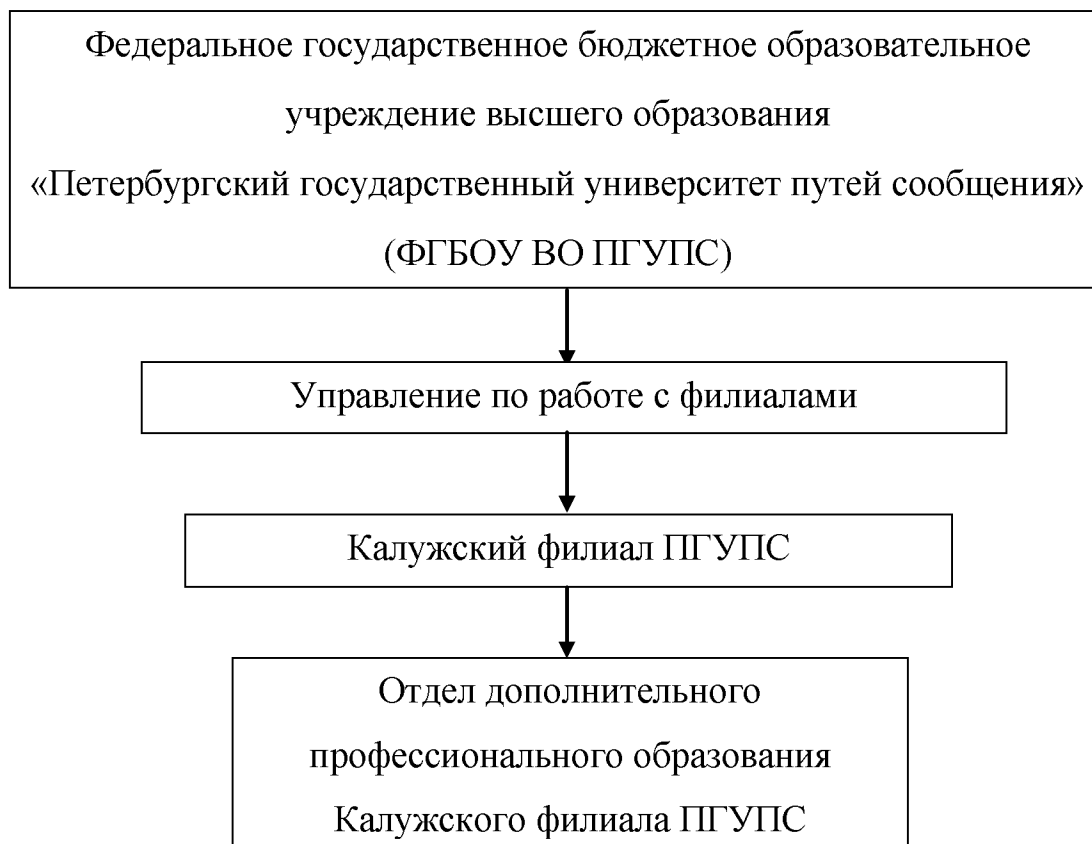 Федеральное государственное бюджетное образовательное
учреждение высшего образования
«Петербургский государственный университет путей сообщения»
(ФГБОУ ВО ПГУПС)
Управление по работе с филиалами
Калужский филиал ПГУПС
Отдел дополнительного
профессионального образования
Калужского филиала ПГУПС